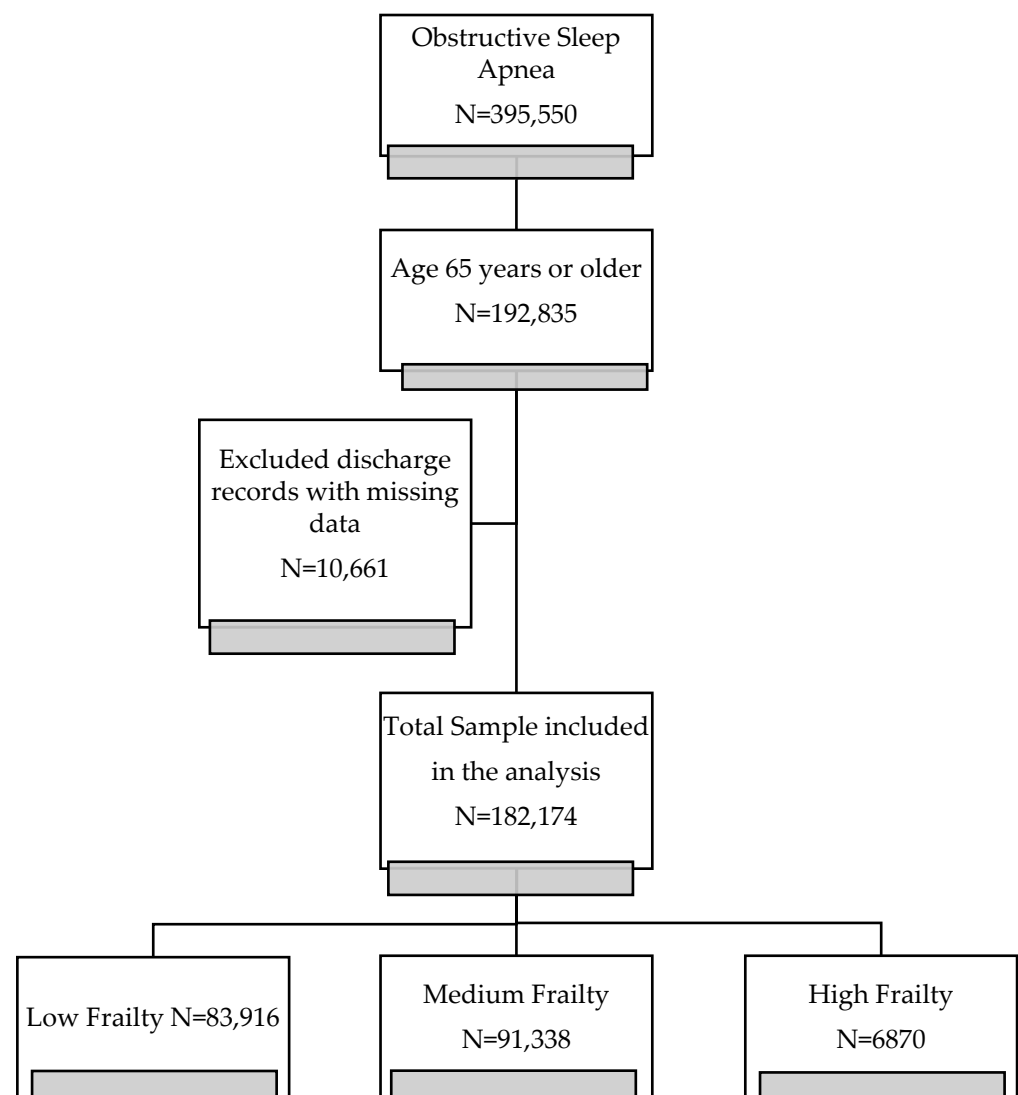 Obstructive Sleep
Apnea
N=395,550
Age 65 years or older
N=192,835
Excluded discharge
records with missing
data
N=10,661
Total Sample included
in the analysis
N=182,174
Low Frailty N=83,916
Medium Frailty
N=91,338
High Frailty
N=6870